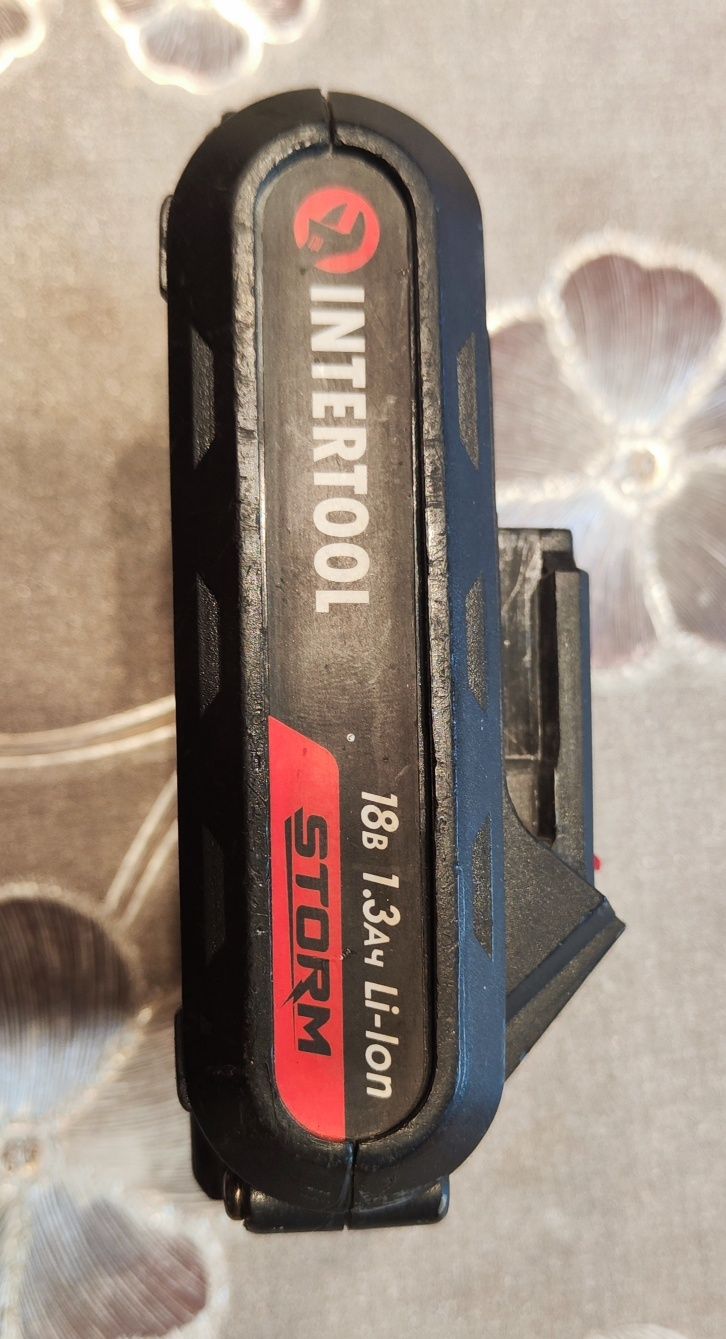 INTERTOOL
18В 1.3Ач Li-Ion
STORM